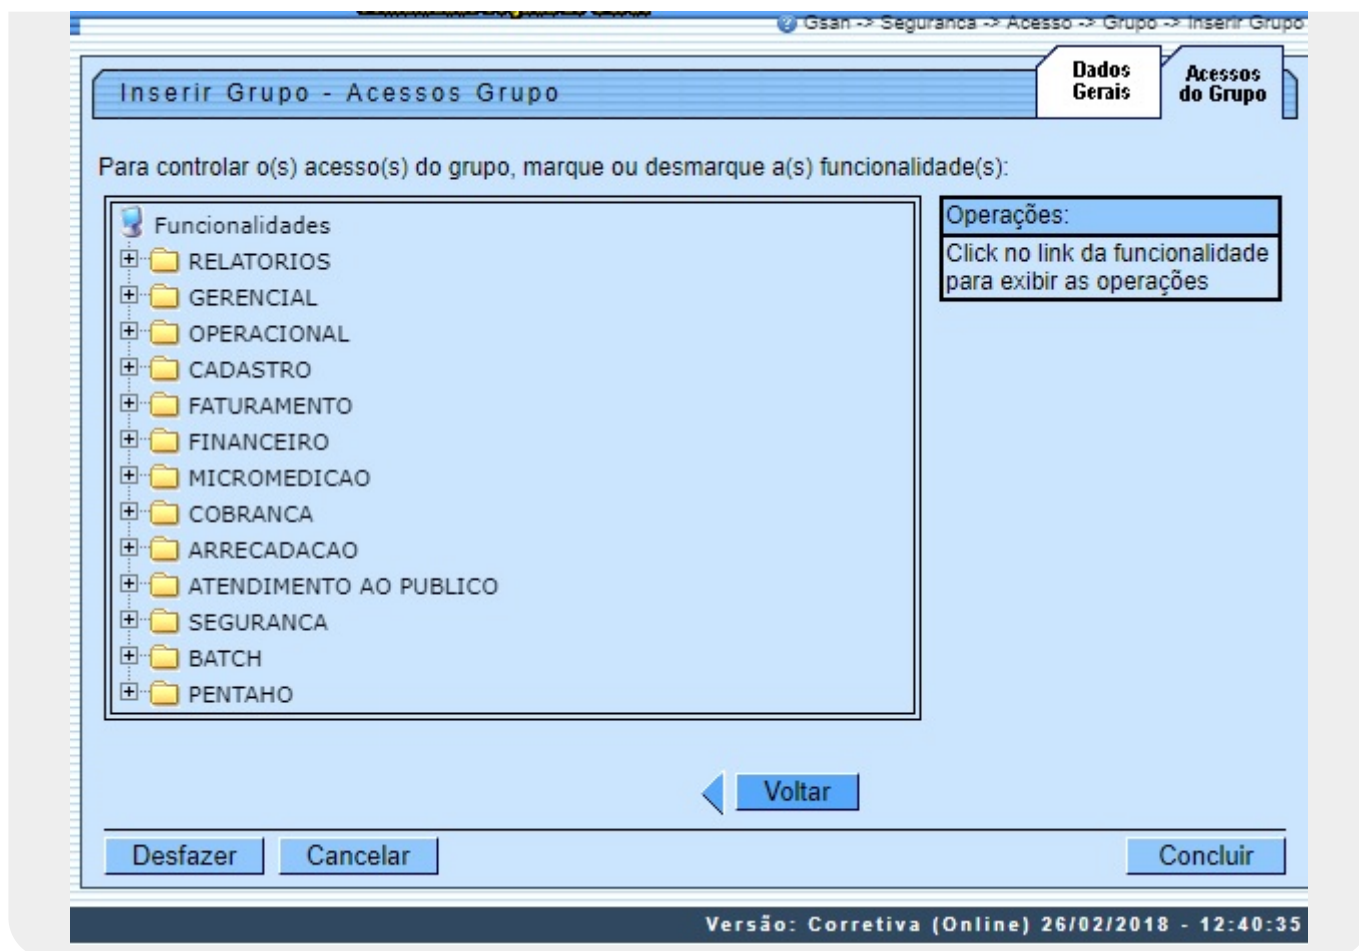 Gsan -> Seguranca -> Acesso -> Grupo -> Inserir Grupo
Inserir Grupo - Acessos Grupo
Dados
Gerais
Acessos
do Grupo
Para controlar o(s) acesso(s) do grupo, marque ou desmarque a(s) funcionalidade(s):
Funcionalidades
RELATORIOS
GERENCIAL
OPERACIONAL
CADASTRO
FATURAMENTO
FINANCEIRO
MICROMEDICAO
COBRANCA
ARRECADACAO
ATENDIMENTO AO PUBLICO
SEGURANCA
BATCH
PENTAHO
Operações:
Click no link da funcionalidade
para exibir as operações
Voltar
Desfazer
Cancelar
Concluir
Versão: Corretiva (Online) 26/02/2018 - 12:40:35